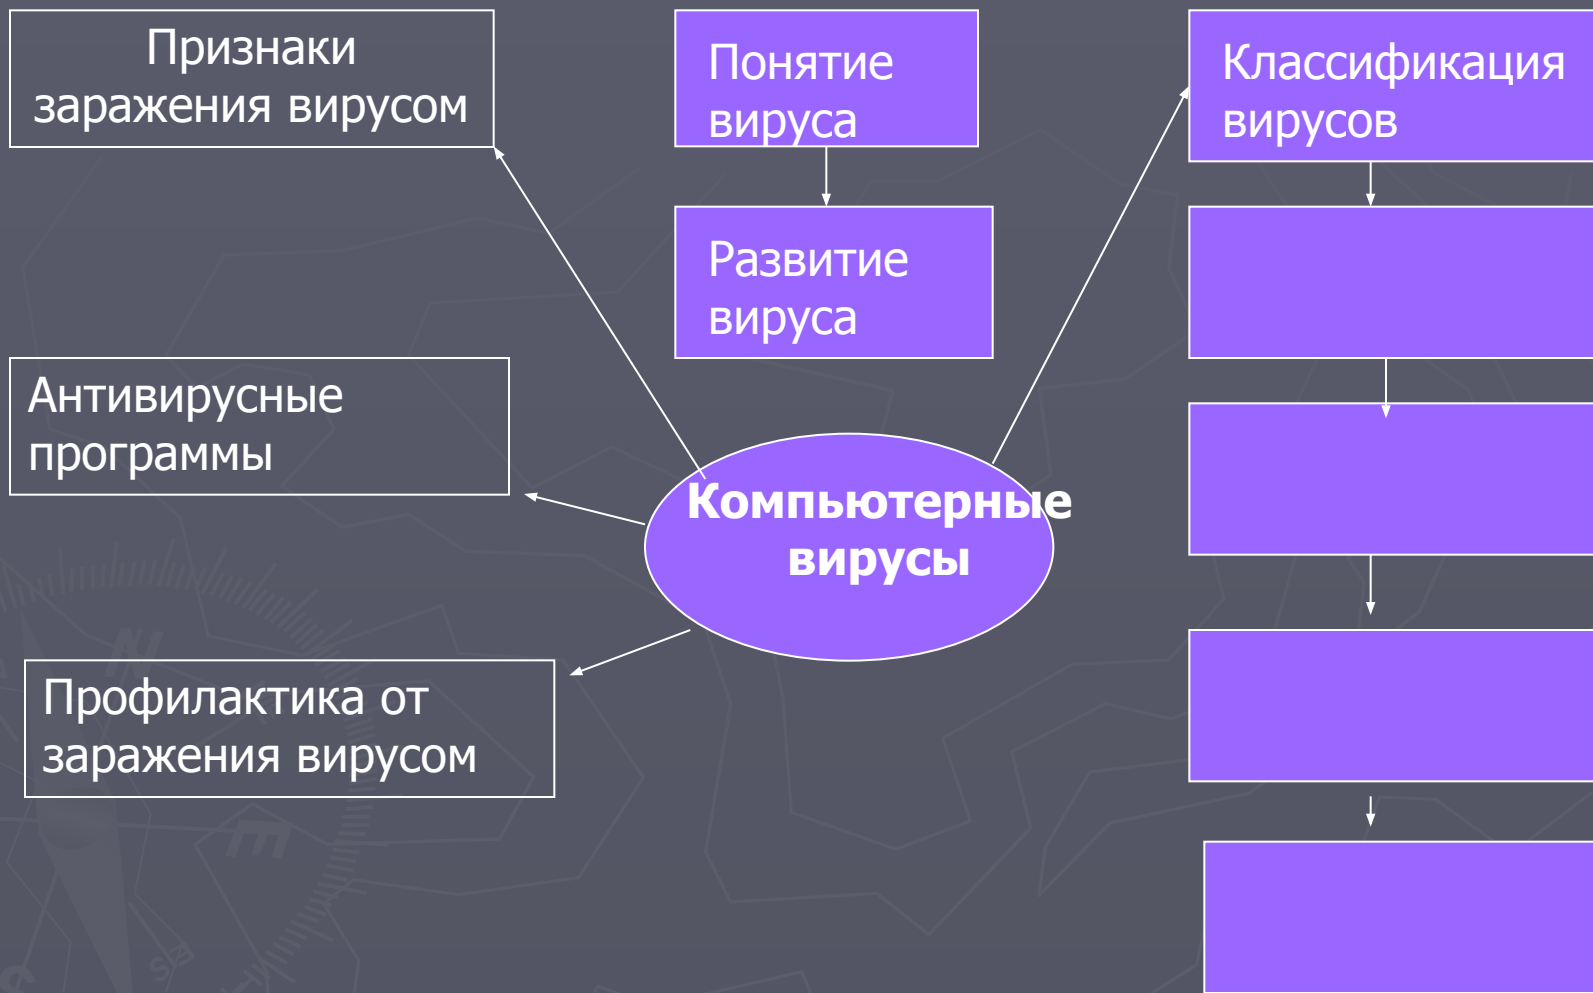 Признаки
заражения вирусом
Понятие
вируса
Классификация
вирусов
Развитие
вируса
Антивирусные
программы
Компьютерные
вирусы
Профилактика от
заражения вирусом
N
E
S